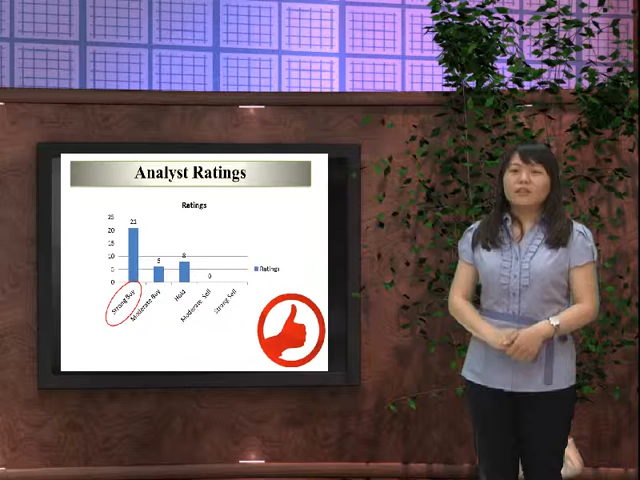 Analyst Ratings
Ratings
25
21
20
15
10
8
5
6
0
0
Ratings
Strong Buy
Moderate Buy
Hold
Moderate Sell
Strong Sell